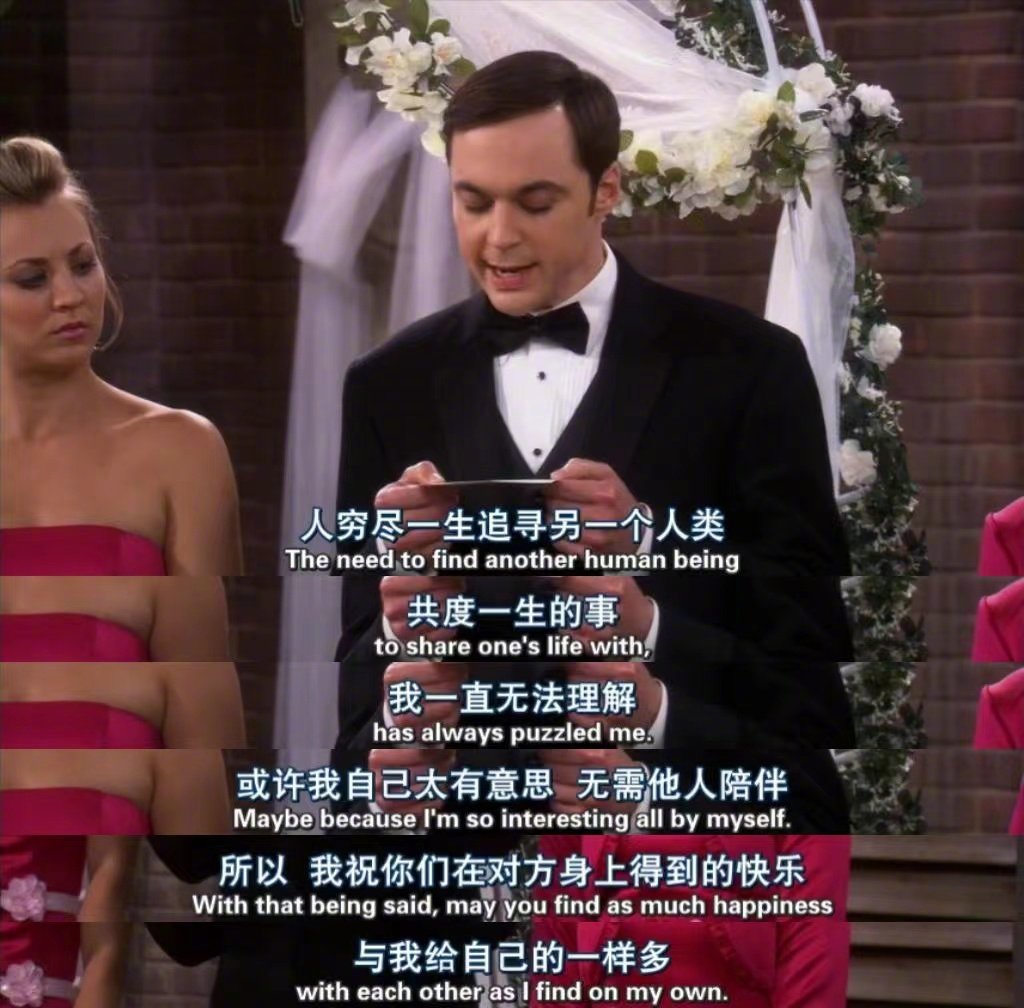 人穷尽一生追寻另一个人类
The need to find another human being
共度一生的事
to share one's life with,
我一直无法理解
has always puzzled me.
或许我自己太有意思 无需他人陪伴
Maybe because I'm so interesting all by myself.
所以 我祝你们在对方身上得到的快乐
With that being said, may you find as much happiness
与我给自己的一样多
with each other as I find on my own.